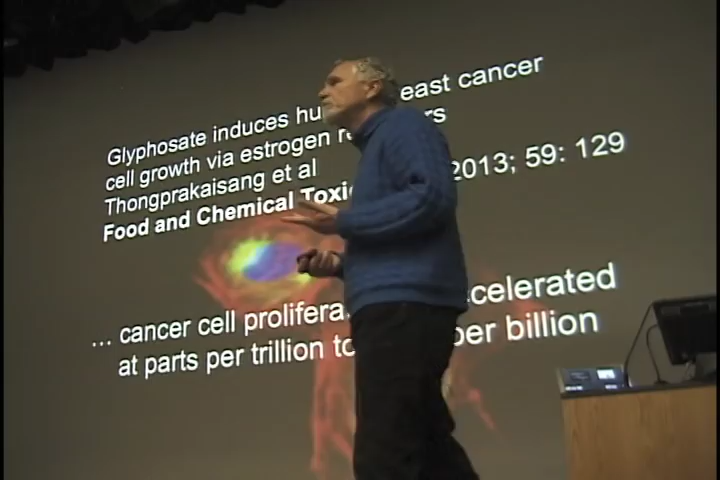 Glyphosate induces hu east cancer
cell growth via estrogen re rs
Thongprakaisang et al
Food and Chemical Toxic 2013; 59: 129
... cancer cell prolifera celerated
at parts per trillion to per billion